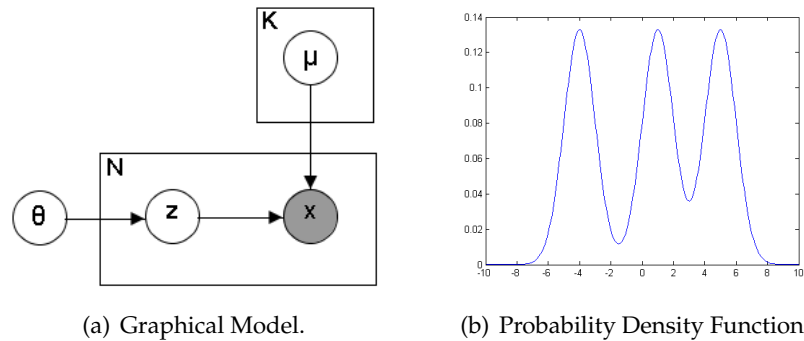 K
μ
N
θ
z
x
0.14
0.12
0.1
0.08
0.06
0.04
0.02
0
-10 -8 -6 -4 -2 0 2 4 6 8 10
(a) Graphical Model.
(b) Probability Density Function